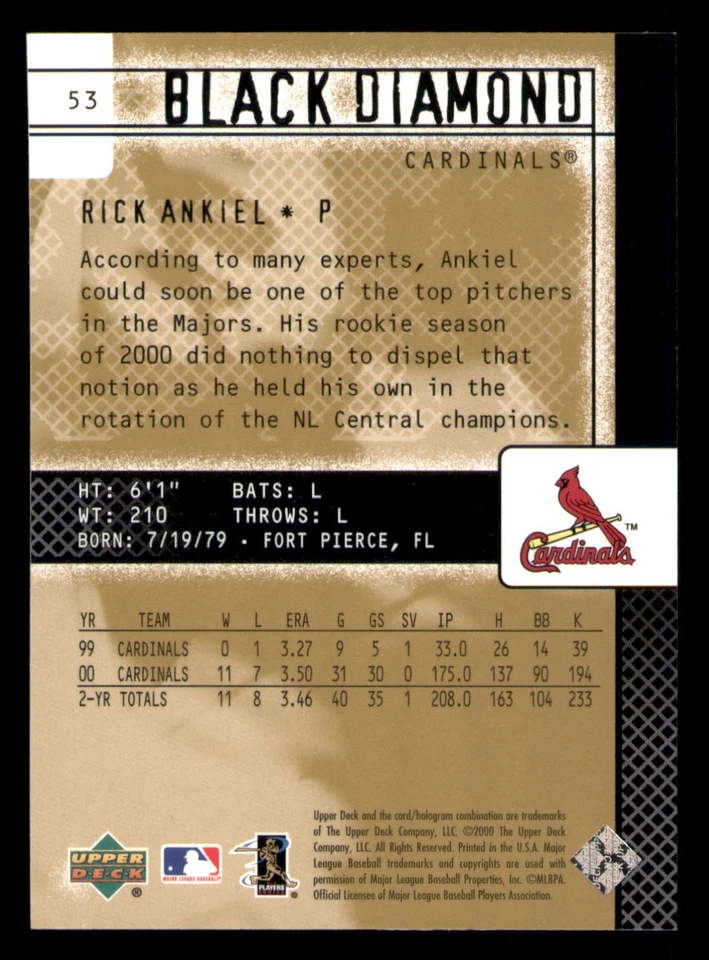 53
BLACK DIAMOND
CARDINALS®
RICK ANKIEL * P
According to many experts, Ankiel
could soon be one of the top pitchers
in the Majors. His rookie season
of 2000 did nothing to dispel that
notion as he held his own in the
rotation of the NL Central champions.
HT: 6'1" BATS: L
WT: 210 THROWS: L
BORN: 7/19/79 · FORT PIERCE, FL
Cardinals ™
YR TEAM W L ERA G GS SV IP H BB K
99 CARDINALS 0 1 3.27 9 5 1 33.0 26 14 39
00 CARDINALS 11 7 3.50 31 30 0 175.0 137 90 194
2-YR TOTALS 11 8 3.46 40 35 1 208.0 163 104 233
Upper Deck and the card/hologram combination are trademarks
of The Upper Deck Company, LLC. ©2000 The Upper Deck
Company, LLC. All Rights Reserved. Printed in the U.S.A. Major
League Baseball trademarks and copyrights are used with
permission of Major League Baseball Properties, Inc. ©MLBPA.
Official Licensee of Major League Baseball Players Association.
UPPER
DECK ®
MAJOR LEAGUE BASEBALL
PLAYERS